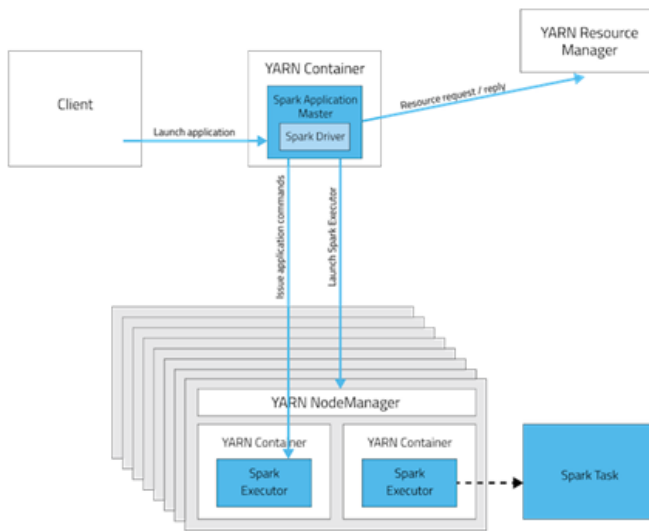 YARN Resource
Manager
YARN Container
Client
Spark Application
Master
Spark Driver
Resource request / reply
Launch application
Issue application commands
Launch Spark Executor
YARN NodeManager
YARN Container
Spark
Executor
YARN Container
Spark
Executor
Spark Task